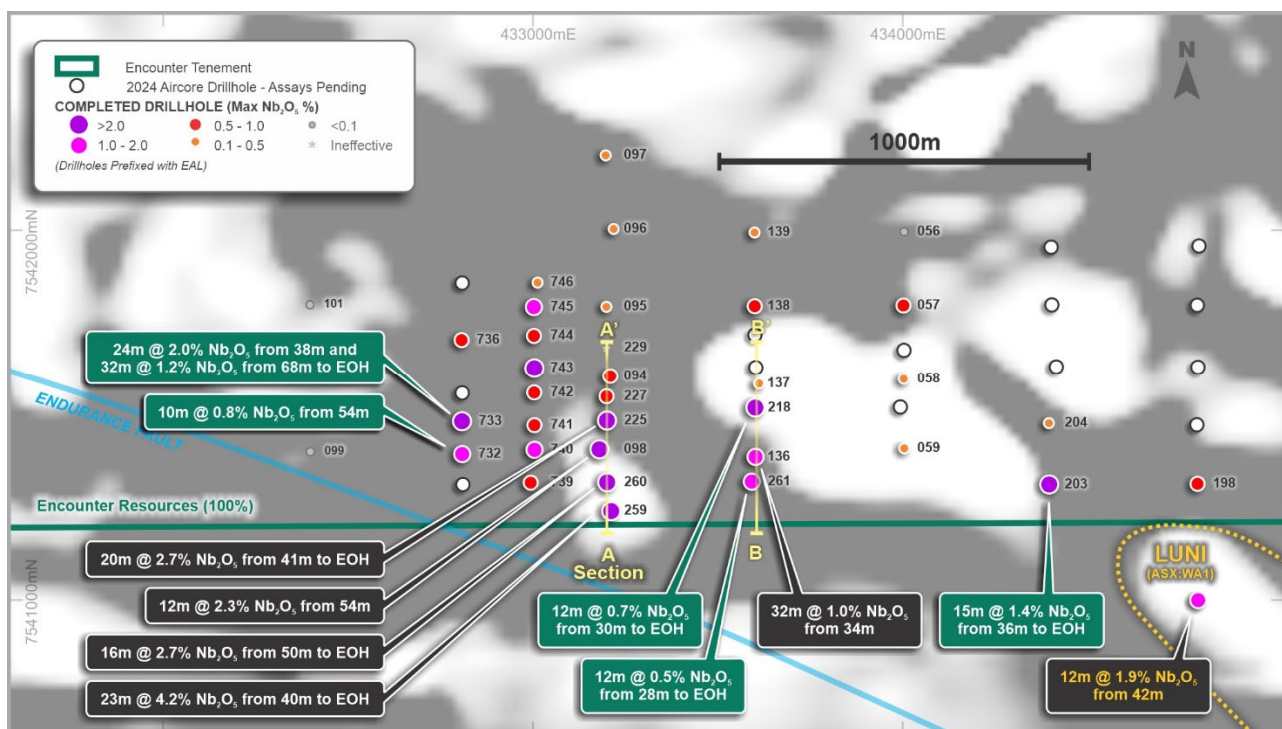 433000mE
434000mE
N
Encounter Tenement
2024 Aircore Drillhole - Assays Pending
COMPLETED DRILLHOLE (Max Nb₂O₅ %)
>2.0
0.5 - 1.0
<0.1
1.0 - 2.0
0.1 - 0.5
Ineffective
(Drillholes Prefixed with EAL)
1000m
097
7542000mN
096
139
056
746
101
745
095
138
057
A'
B'
736
744
229
24m @ 2.0% Nb₂O₅ from 38m and
32m @ 1.2% Nb₂O₅ from 68m to EOH
743
094
137
058
742
227
10m @ 0.8% Nb₂O₅ from 54m
ENDURANCE FAULT
733
741
225
218
204
099
732
740
098
136
059
739
260
261
203
198
Encounter Resources (100%)
259
A
Section
B
LUNI
(ASX:WA1)
20m @ 2.7% Nb₂O₅ from 41m to EOH
7541000mN
12m @ 2.3% Nb₂O₅ from 54m
12m @ 0.7% Nb₂O₅
from 30m to EOH
32m @ 1.0% Nb₂O₅
from 34m
15m @ 1.4% Nb₂O₅
from 36m to EOH
16m @ 2.7% Nb₂O₅ from 50m to EOH
12m @ 0.5% Nb₂O₅
from 28m to EOH
12m @ 1.9% Nb₂O₅
from 42m
23m @ 4.2% Nb₂O₅ from 40m to EOH